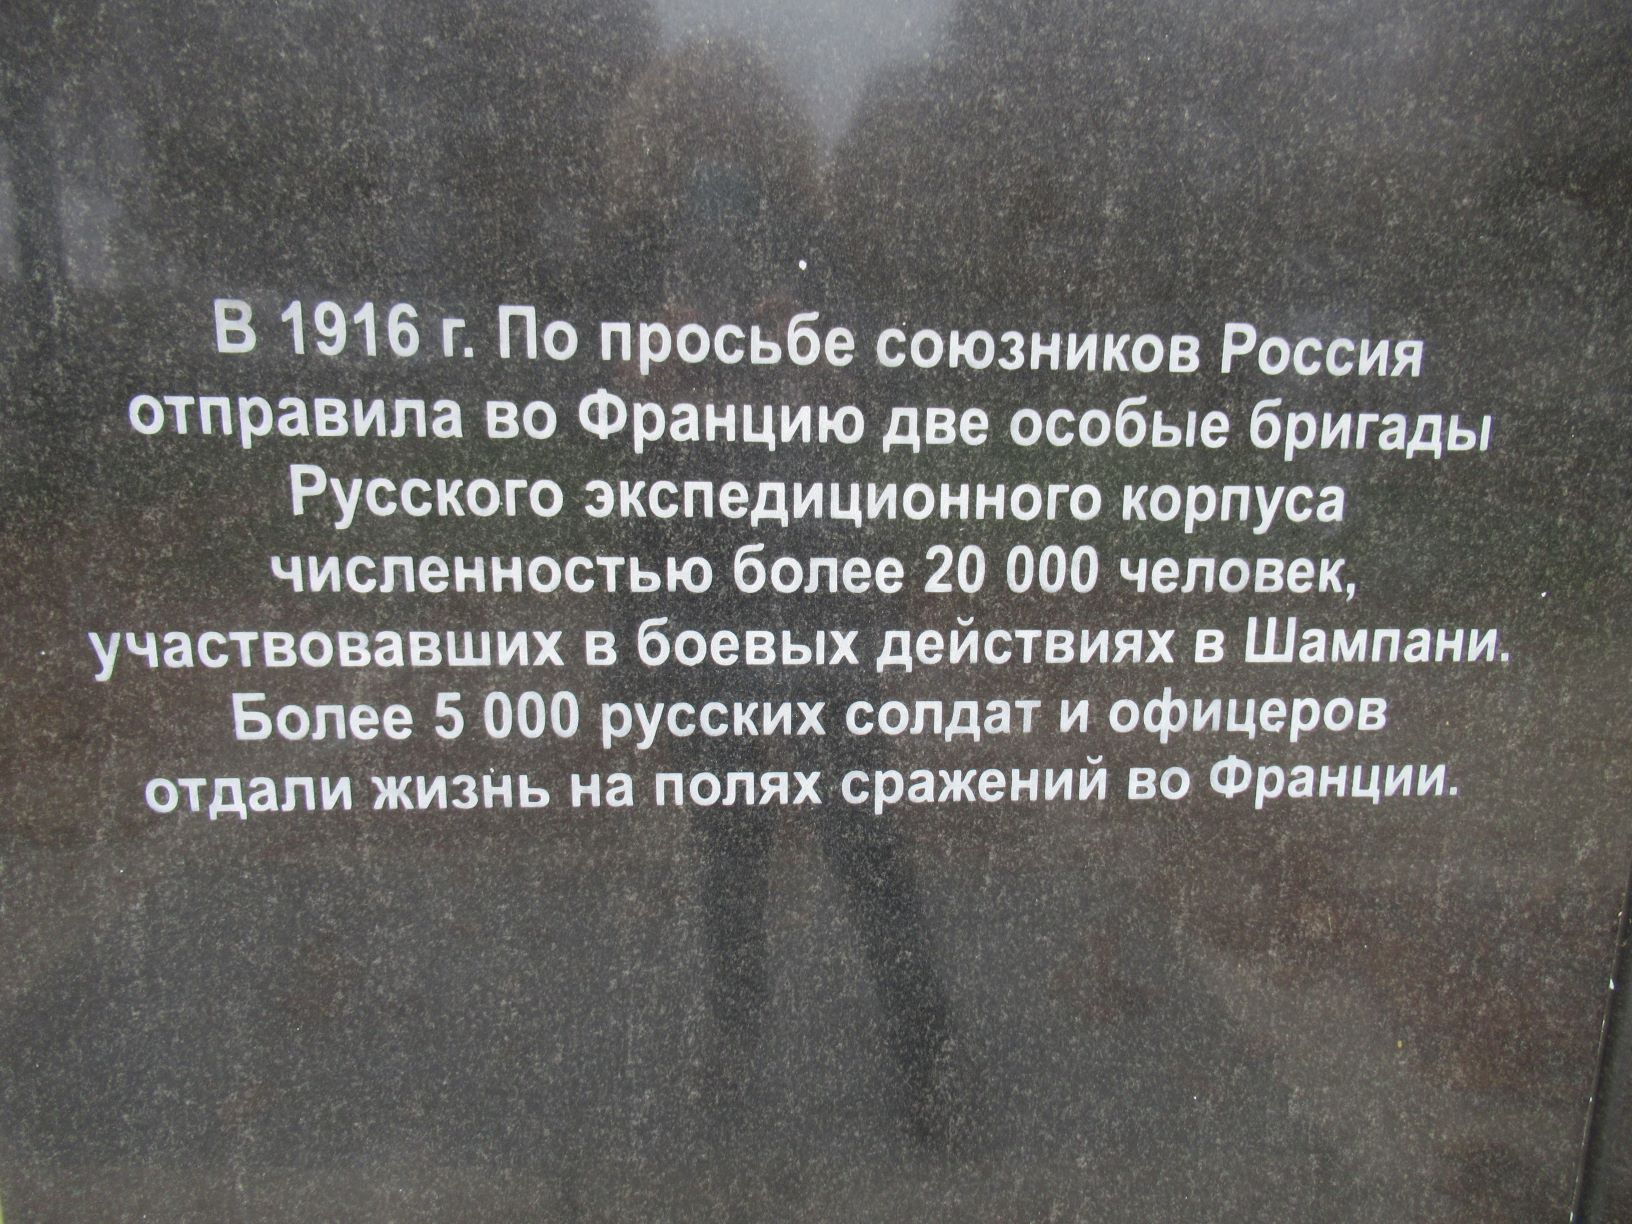 В 1916 г. По просьбе союзников Россия
отправила во Францию две особые бригады
Русского экспедиционного корпуса
численностью более 20 000 человек,
участвовавших в боевых действиях в Шампани.
Более 5 000 русских солдат и офицеров
отдали жизнь на полях сражений во Франции.